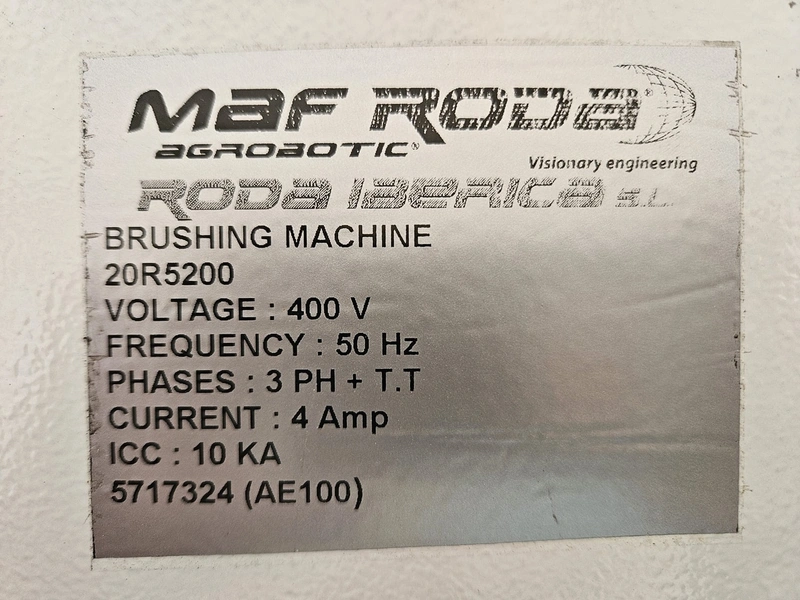 MAF RODA
AGROBOTIC
Visionary engineering
RODA IBERICA S.L.
BRUSHING MACHINE
20R5200
VOLTAGE : 400 V
FREQUENCY : 50 Hz
PHASES : 3 PH + T.T
CURRENT : 4 Amp
ICC : 10 KA
5717324 (AE100)